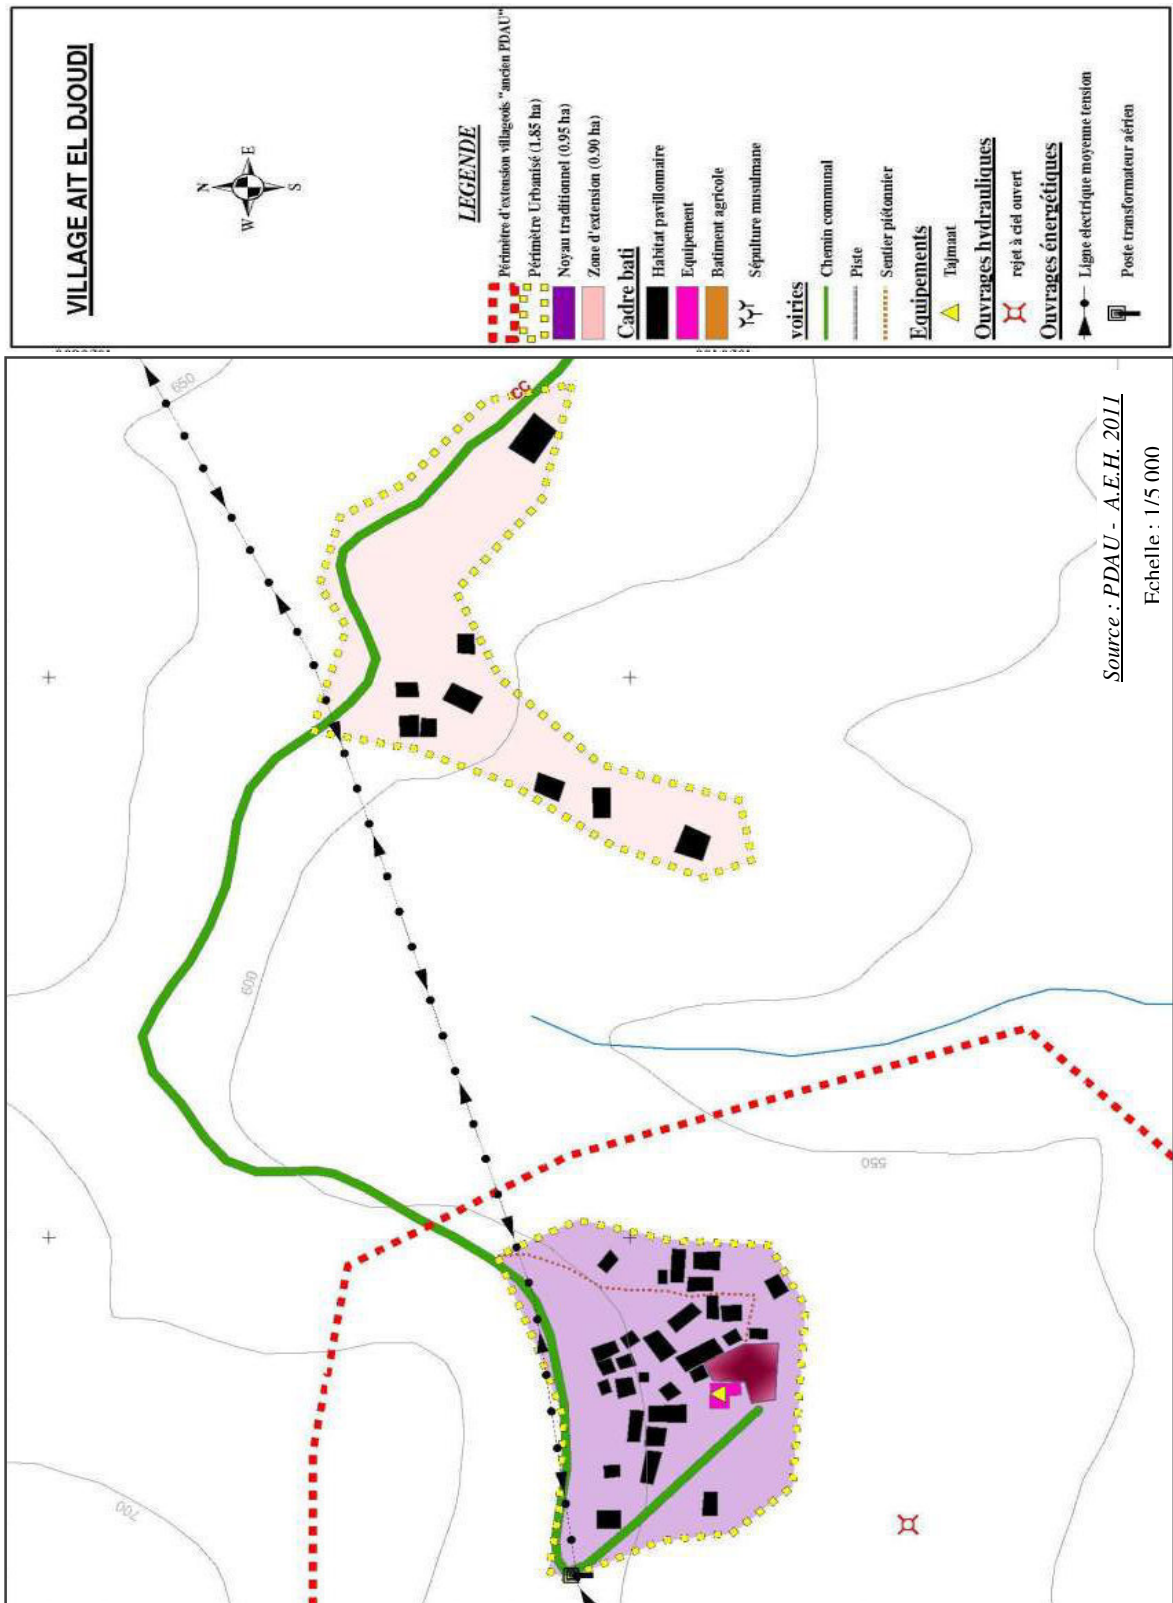 VILLAGE AIT EL DJOUDI
N
W
E
S
LEGENDE
Périmètre d'extension villageois "ancien PDAU"
Périmètre Urbanisé (1.85 ha)
Noyau traditionnel (0.95 ha)
Zone d'extension (0.90 ha)
Cadre bati
Habitat pavillonnaire
Equipement
Batiment agricole
Sépulture musulmane
voiries
Chemin communal
Piste
Sentier piétonnier
Equipements
Tajmaat
Ouvrages hydrauliques
rejet à ciel ouvert
Ouvrages énergétiques
Ligne electrique moyenne tension
Poste transformateur aérien
650
CC
600
550
700
Source : PDAU - A.E.H. 2011
Echelle : 1/5 000